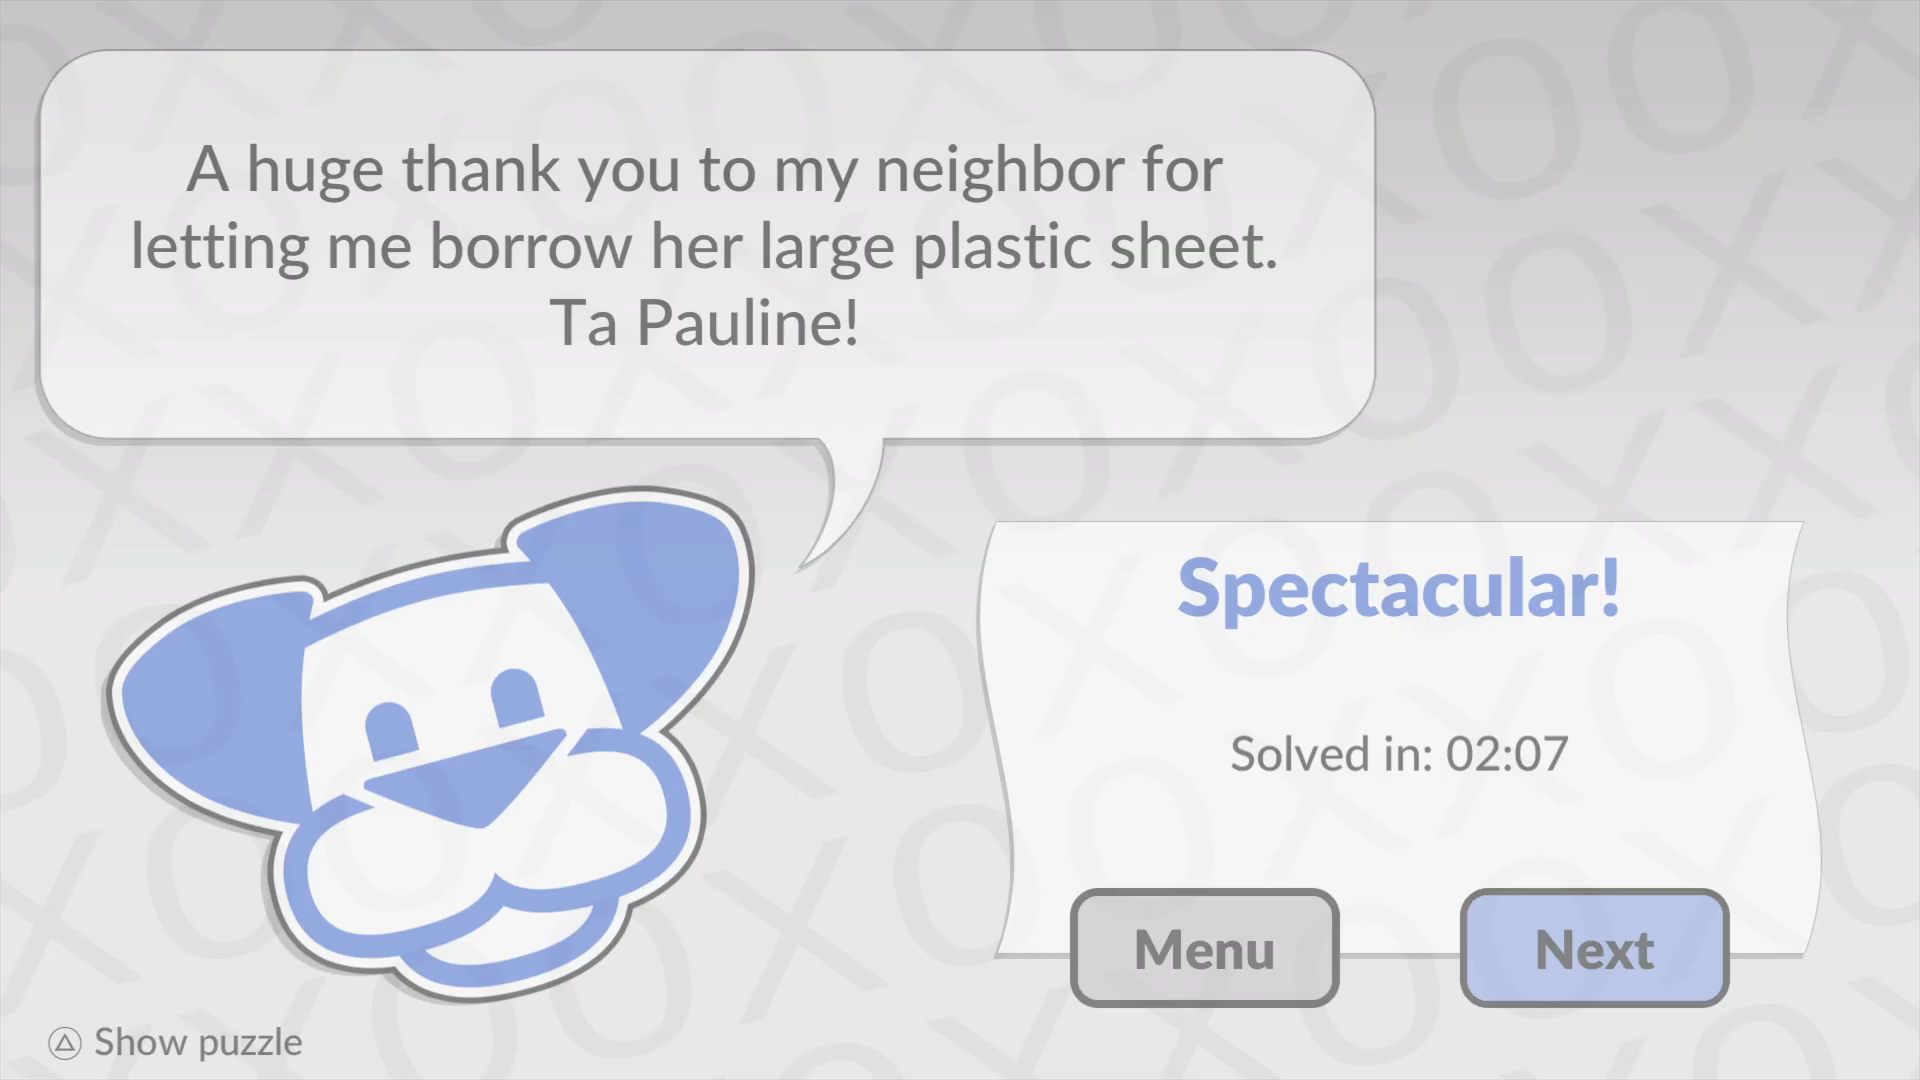 A huge thank you to my neighbor for
letting me borrow her large plastic sheet.
Ta Pauline!
Spectacular!
Solved in: 02:07
Menu
Next
Show puzzle